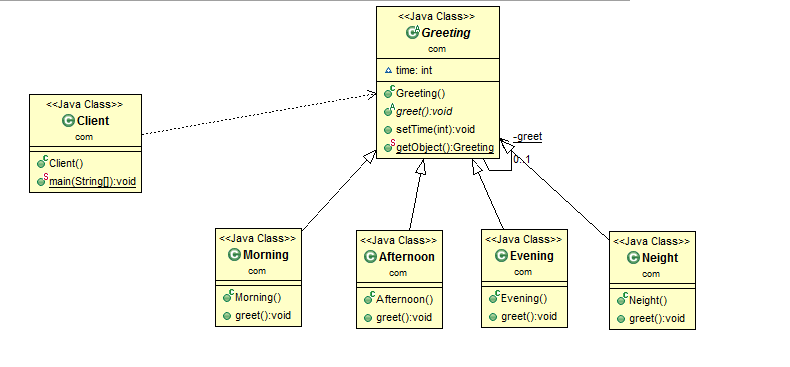 <<Java Class>>
Greeting
com
time: int
Greeting()
greet():void
setTime(int):void
getObject():Greeting
-greet
0..1
<<Java Class>>
Client
com
Client()
main(String[]):void
<<Java Class>>
Morning
com
Morning()
greet():void
<<Java Class>>
Afternoon
com
Afternoon()
greet():void
<<Java Class>>
Evening
com
Evening()
greet():void
<<Java Class>>
Neight
com
Neight()
greet():void